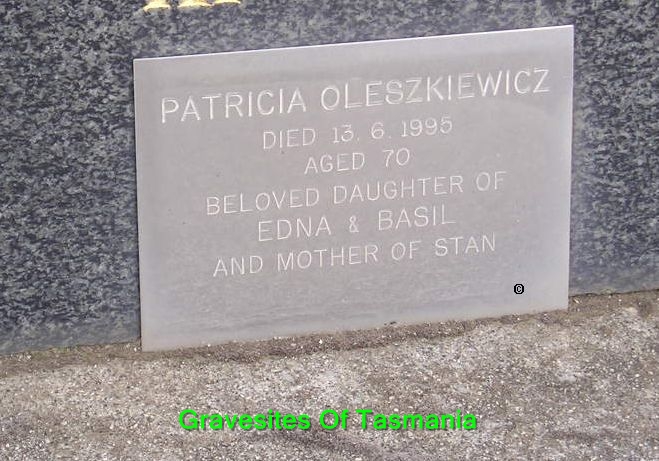 PATRICIA OLESZKIEWICZ
DIED 13. 6. 1995
AGED 70
BELOVED DAUGHTER OF
EDNA & BASIL
AND MOTHER OF STAN
©
Gravesites Of Tasmania